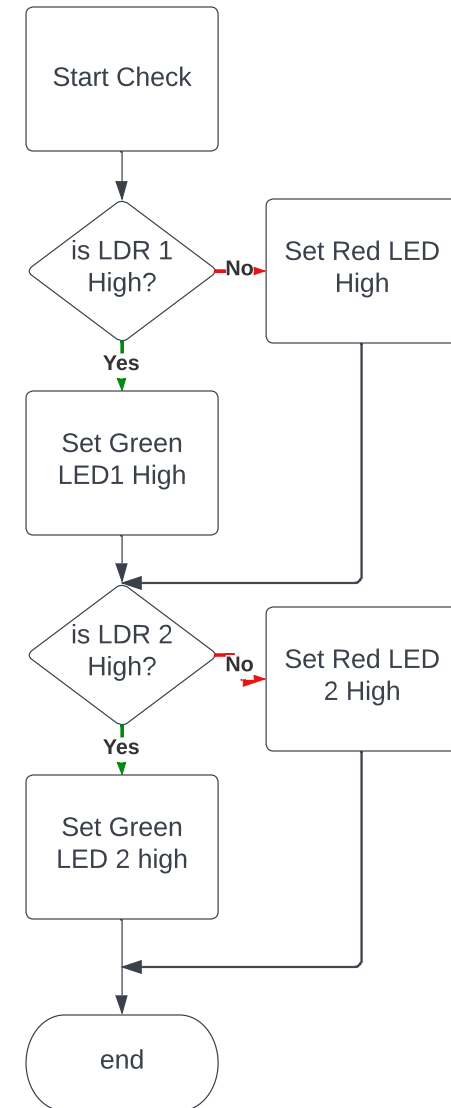 Start Check
is LDR 1
High?
No
Set Red LED
High
Yes
Set Green
LED1 High
is LDR 2
High?
No
Set Red LED
2 High
Yes
Set Green
LED 2 high
end